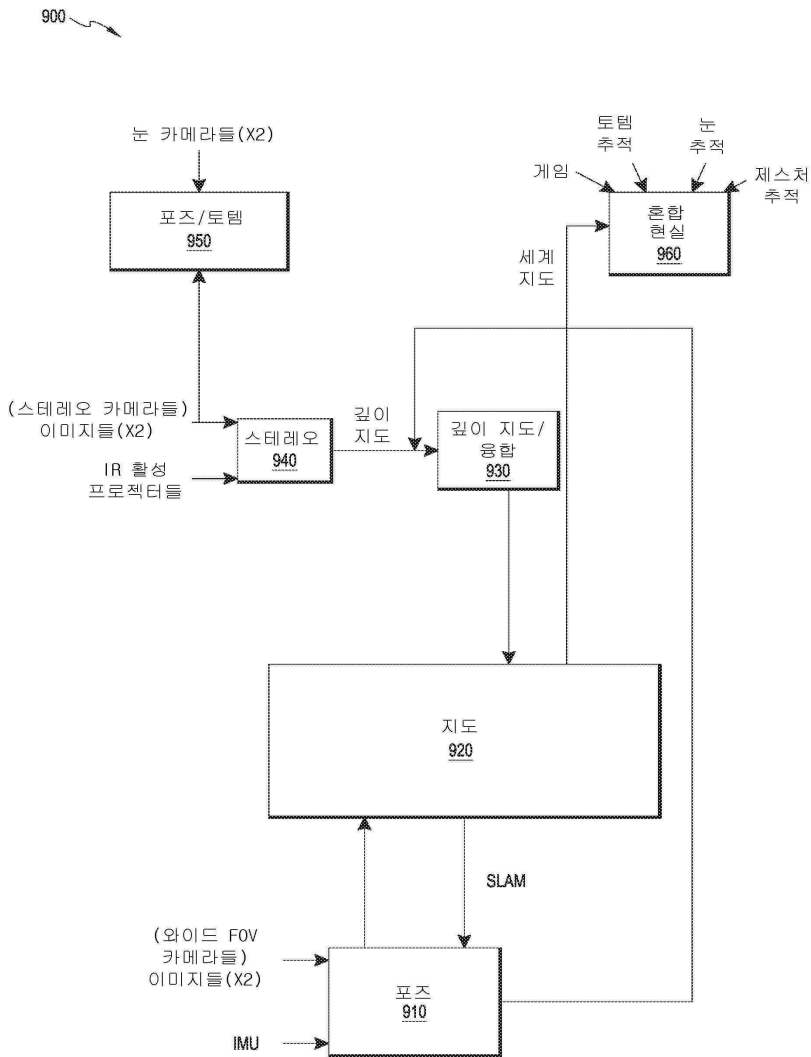 900
눈 카메라들(X2)
포즈/토템
950
게임
토템
추적
눈
추적
제스처
추적
혼합
현실
960
세계
지도
(스테레오 카메라들)
이미지들(X2)
IR 활성
프로젝터들
스테레오
940
깊이
지도
깊이 지도/
융합
930
지도
920
SLAM
(와이드 FOV
카메라들)
이미지들(X2)
IMU
포즈
910